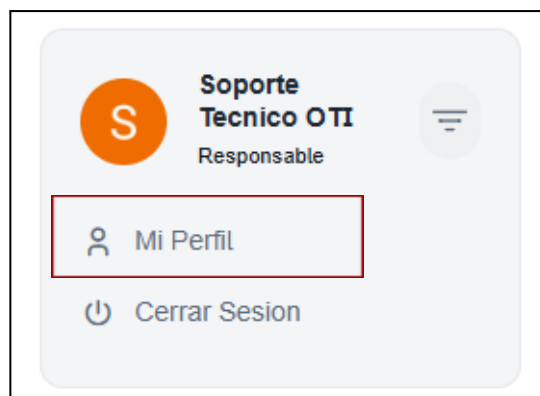 S
Soporte
Tecnico OTI
Responsable
Mi Perfil
Cerrar Sesion